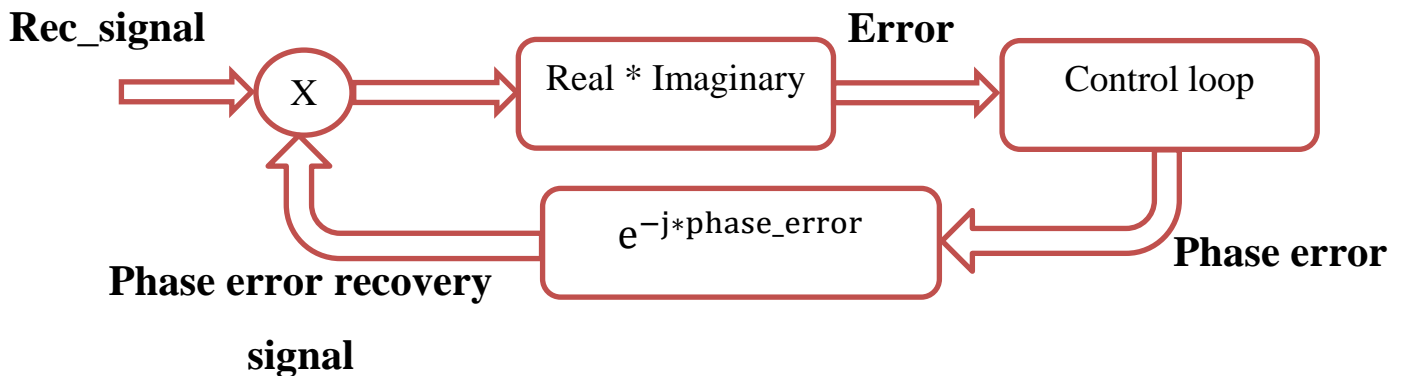 Rec_signal
X
Real * Imaginary
Error
Control loop
e^−j∗phase_error
Phase error
Phase error recovery
signal